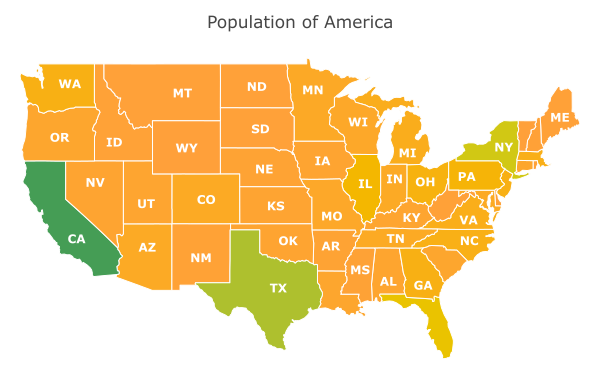 Population of America
WA
MT
ND
MN
ME
OR
ID
WY
SD
WI
MI
NY
NV
UT
CO
NE
IA
IL
IN
OH
PA
CA
AZ
NM
KS
OK
MO
AR
KY
TN
VA
NC
TX
MS
AL
GA